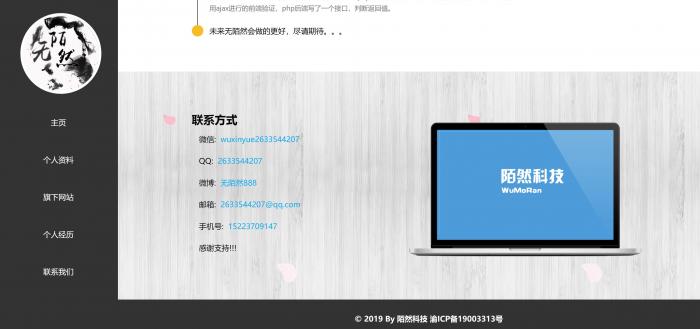 用ajax进行的前端验证，php后端写了一个接口，判断返回值。
未来无陌然会做的更好，尽请期待。。。
无陌然
主页
个人资料
旗下网站
个人经历
联系我们
联系方式
微信: wuxinyue2633544207
QQ: 2633544207
微博: 无陌然888
邮箱: 2633544207@qq.com
手机号: 15223709147
感谢支持!!!
陌然科技
WuMoRan
© 2019 By 陌然科技 渝ICP备19003313号